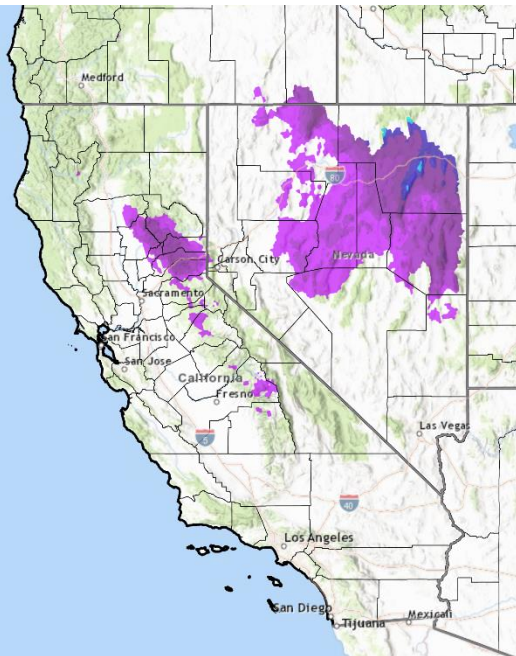 Medford
80
Nevada
Carson City
Sacramento
San Francisco
San Jose
California
Fresno
5
Las Vegas
40
Los Angeles
San Diego
Mexicali
Tijuana